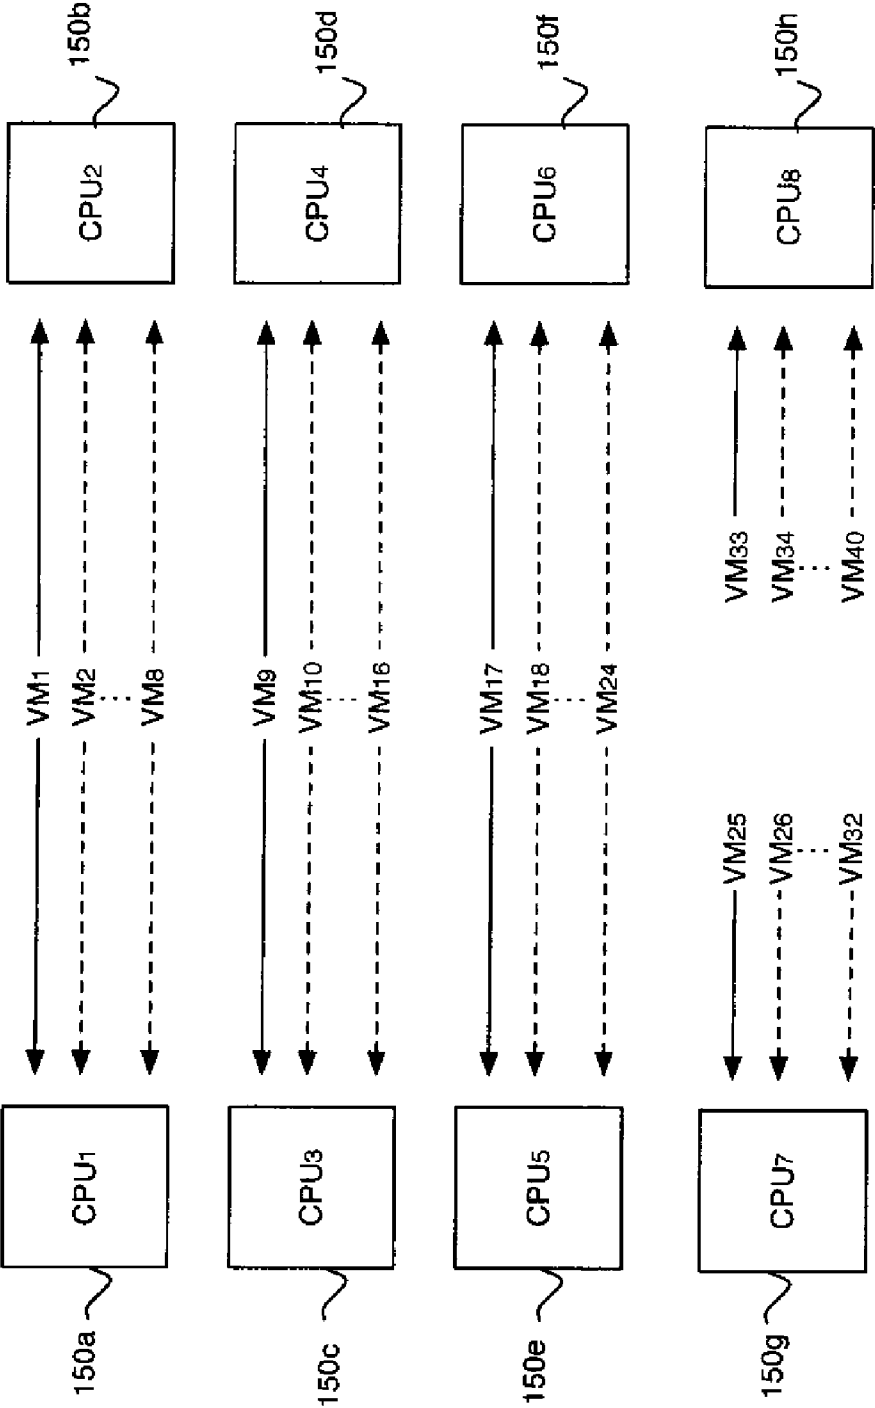 150a CPU1 VM1 CPU2 150b
VM2
VM8
150c CPU3 VM9 CPU4 150d
VM10
VM16
150e CPU5 VM17 CPU6 150f
VM18
VM24
150g CPU7 VM25 VM33 CPU8 150h
VM26 VM34
VM32 VM40